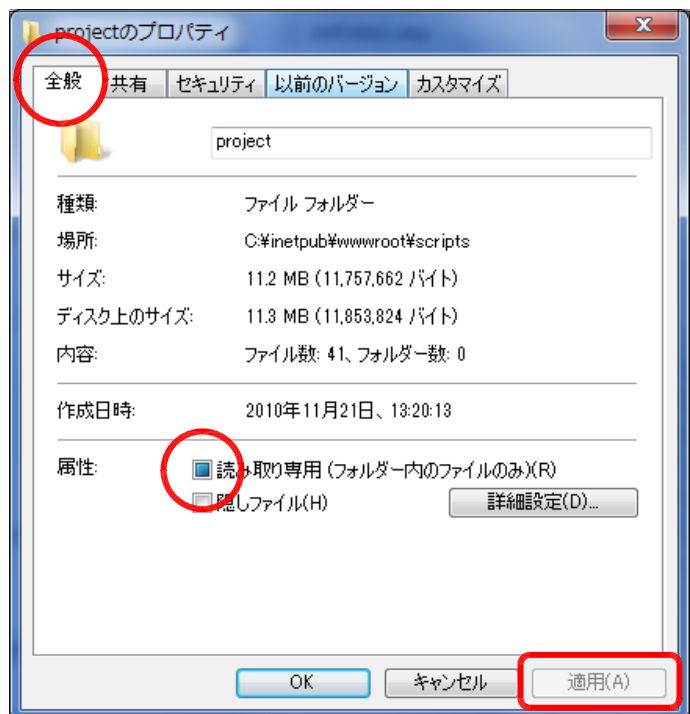 projectのプロパティ
全般 共有 セキュリティ 以前のバージョン カスタマイズ
project
種類: ファイル フォルダー
場所: C:¥inetpub¥wwwroot¥scripts
サイズ: 11.2 MB (11,757,662 バイト)
ディスク上のサイズ: 11.3 MB (11,853,824 バイト)
内容: ファイル数: 41、フォルダー数: 0
作成日時: 2010年11月21日、13:20:13
属性: 読み取り専用 (フォルダー内のファイルのみ)(R)
隠しファイル(H) 詳細設定(D)...
OK キャンセル 適用(A)